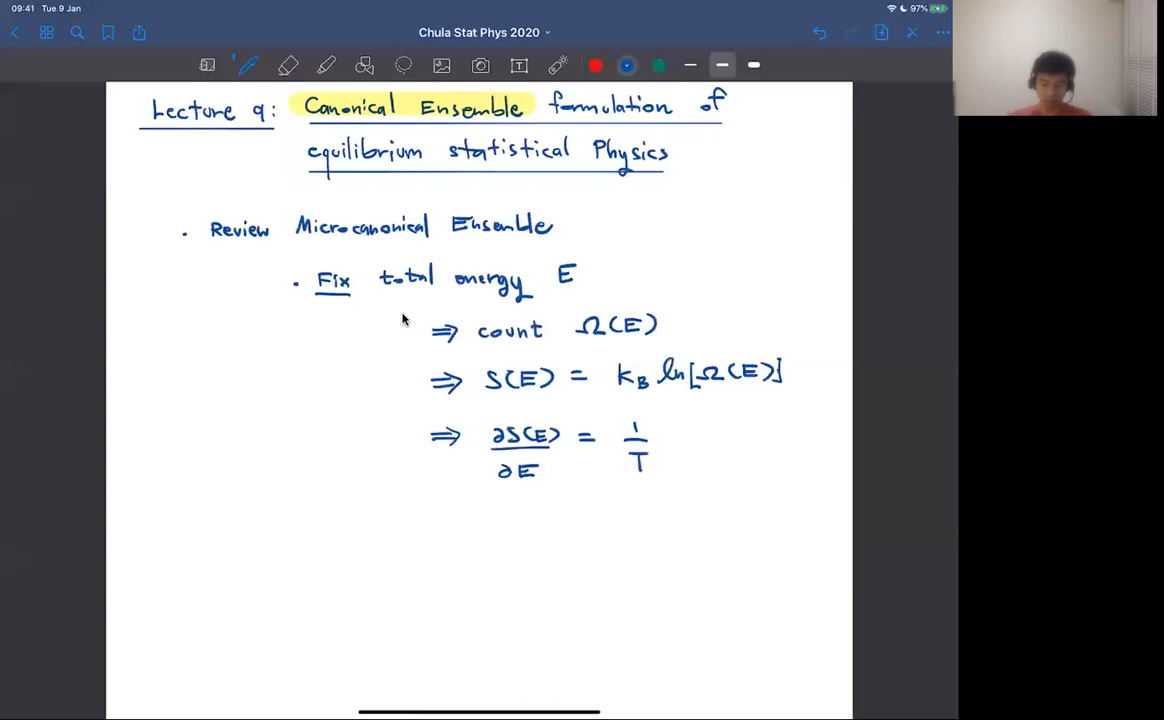 09:41 Tue 9 Jan
97%
Chula Stat Phys 2020
Lecture 9: Canonical Ensemble formulation of
equilibrium statistical Physics
. Review Microcanonical Ensemble
. Fix total energy E
⇒ count Ω(E)
⇒ S(E) = k_B ln[Ω(E)]
⇒ ∂S(E)/∂E = 1/T